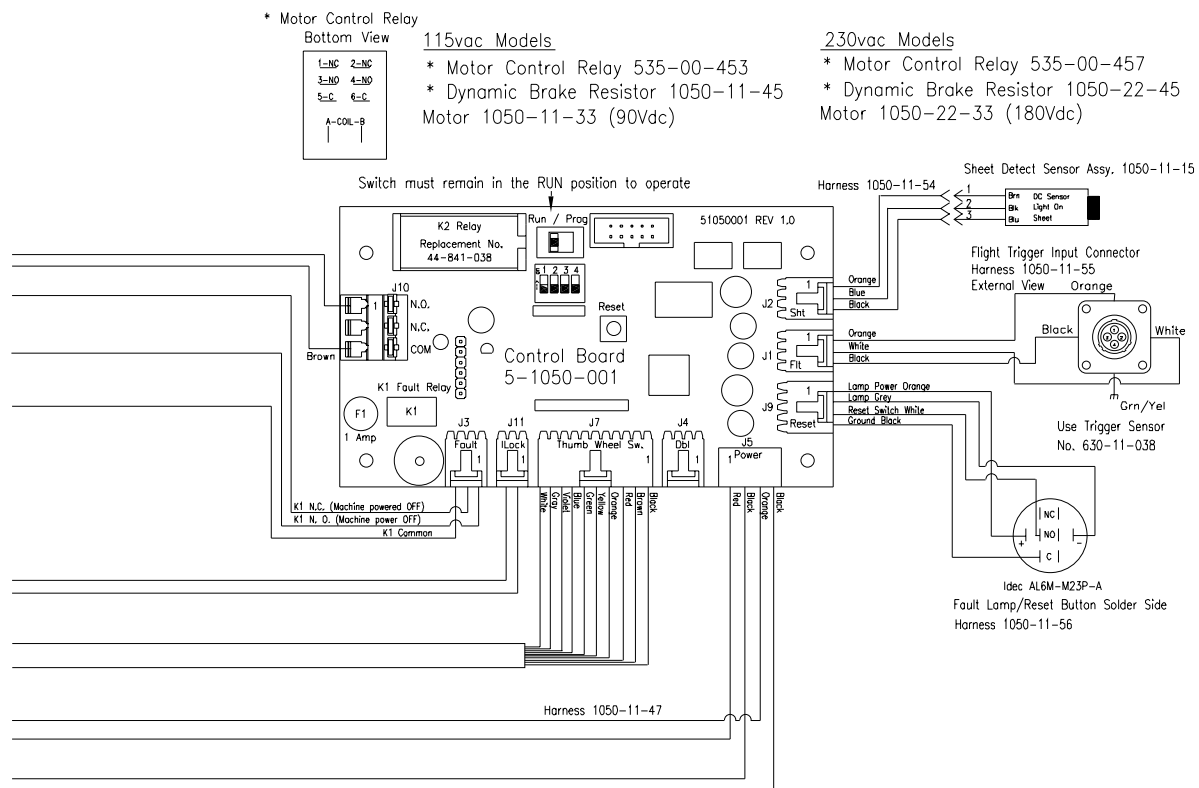 * Motor Control Relay
Bottom View
1-NC 2-NC
3-NO 4-NO
5-C 6-C
A-COIL-B
115vac Models
* Motor Control Relay 535-00-453
* Dynamic Brake Resistor 1050-11-45
Motor 1050-11-33 (90Vdc)
230vac Models
* Motor Control Relay 535-00-457
* Dynamic Brake Resistor 1050-22-45
Motor 1050-22-33 (180Vdc)
Switch must remain in the RUN position to operate
K2 Relay
Replacement No.
44-841-038
Run / Prog
51050001 REV 1.0
1 2 3 4
Reset
J10
1
N.O.
N.C.
COM
Brown
Control Board
5-1050-001
K1 Fault Relay
K1
F1
1 Amp
J2
1
Sht
J1
1
Flt
J9
1
Reset
J3
Fault
1
J11
ILock
1
J7
Thumb Wheel Sw.
1
J4
Dbl
1
J5
Power
1
Harness 1050-11-54
Sheet Detect Sensor Assy. 1050-11-15
1
2
3
Brn
Blk
Blu
DC Sensor
Light On
Sheet
Orange
Blue
Black
Flight Trigger Input Connector
Harness 1050-11-55
External View
Orange
Black
White
Grn/Yel
Use Trigger Sensor
No. 630-11-038
Orange
White
Black
Lamp Power Orange
Lamp Grey
Reset Switch White
Ground Black
NC
NO
C
+
-
Idec AL6M-M23P-A
Fault Lamp/Reset Button Solder Side
Harness 1050-11-56
K1 N.C. (Machine powered OFF)
K1 N. O. (Machine power OFF)
K1 Common
White
Gray
Violet
Blue
Green
Yellow
Orange
Red
Brown
Black
Red
Black
Orange
Black
Harness 1050-11-47